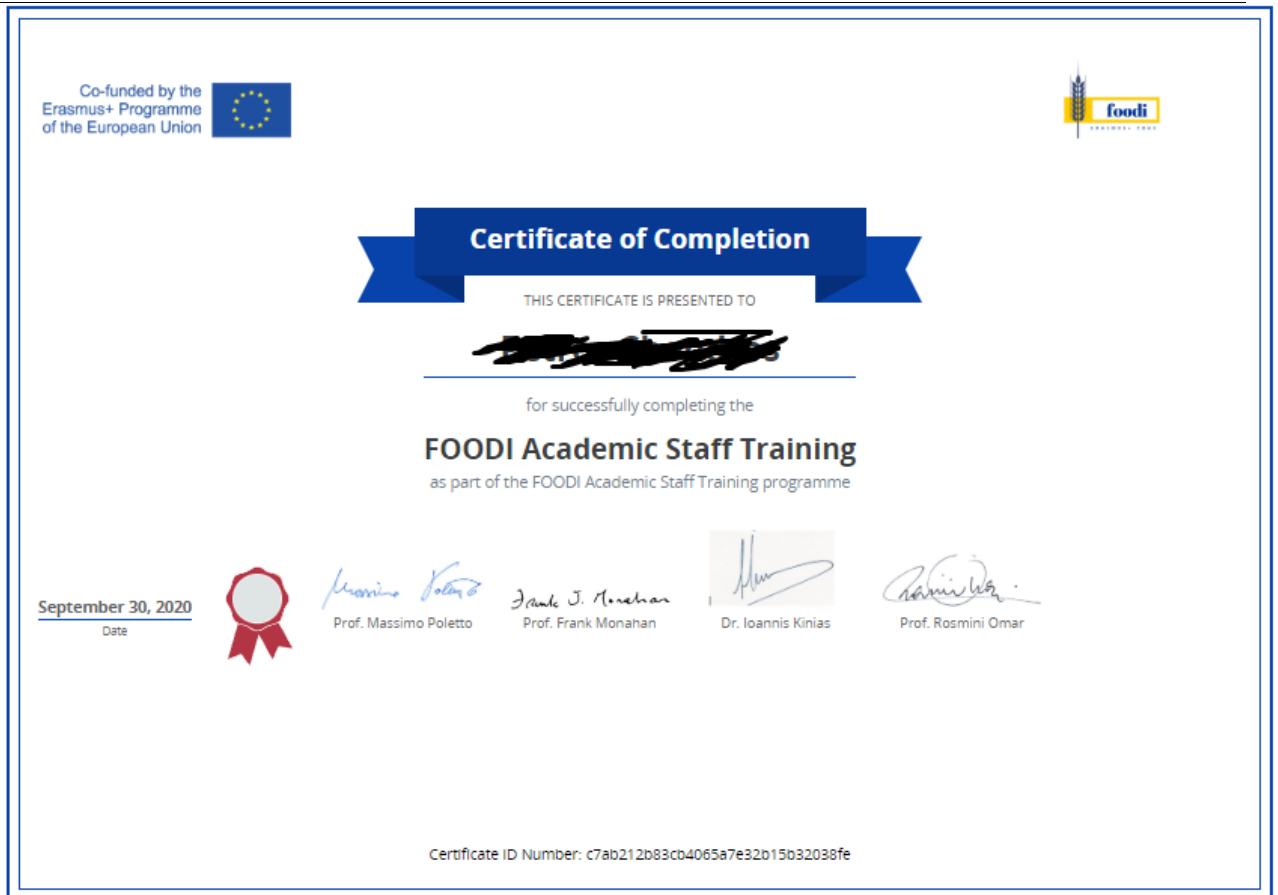 Co-funded by the
Erasmus+ Programme
of the European Union
foodi
Certificate of Completion
THIS CERTIFICATE IS PRESENTED TO
for successfully completing the
FOODI Academic Staff Training
as part of the FOODI Academic Staff Training programme
September 30, 2020
Date
Frank J. Monahan
Prof. Massimo Poletto
Prof. Frank Monahan
Dr. Ioannis Kinias
Prof. Rosmini Omar
Certificate ID Number: c7ab212b83cb4065a7e32b15b32038fe